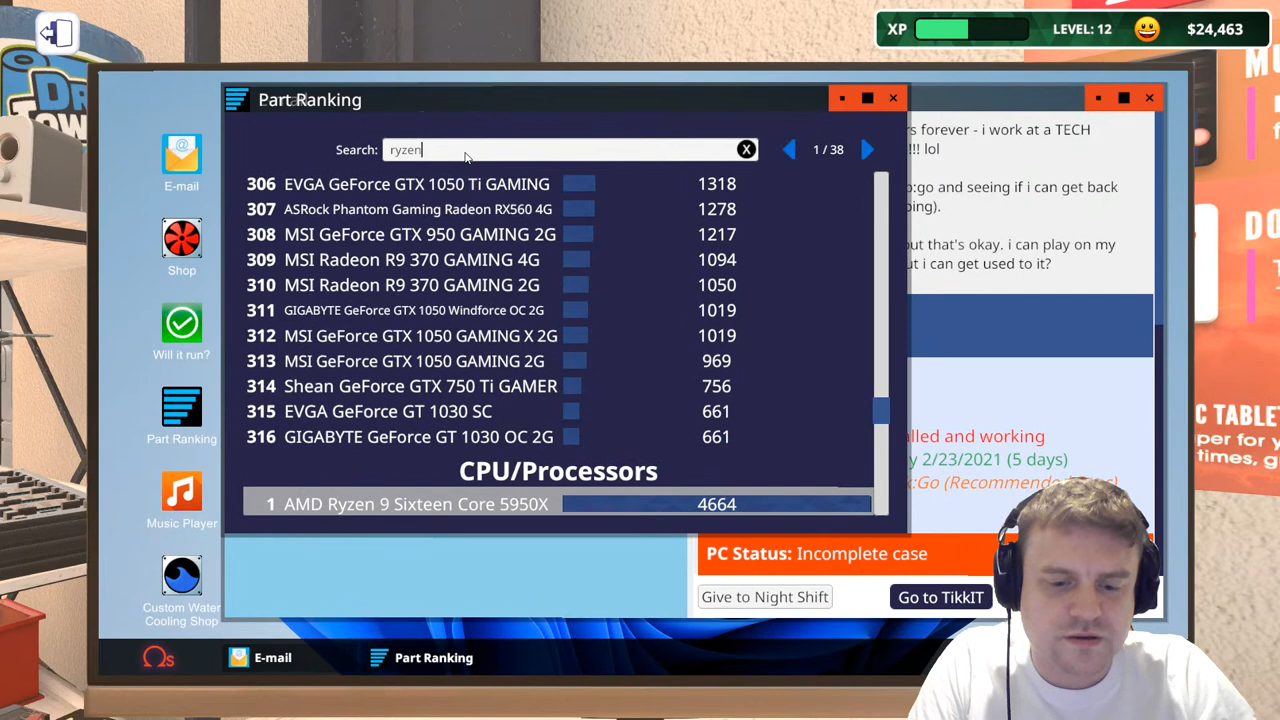 XP
LEVEL: 12
$24,463
Part Ranking
Search: ryzen
X
1 / 38
306 EVGA GeForce GTX 1050 Ti GAMING 1318
307 ASRock Phantom Gaming Radeon RX560 4G 1278
308 MSI GeForce GTX 950 GAMING 2G 1217
309 MSI Radeon R9 370 GAMING 4G 1094
310 MSI Radeon R9 370 GAMING 2G 1050
311 GIGABYTE GeForce GTX 1050 Windforce OC 2G 1019
312 MSI GeForce GTX 1050 GAMING X 2G 1019
313 MSI GeForce GTX 1050 GAMING 2G 969
314 Shean GeForce GTX 750 Ti GAMER 756
315 EVGA GeForce GT 1030 SC 661
316 GIGABYTE GeForce GT 1030 OC 2G 661
CPU/Processors
1 AMD Ryzen 9 Sixteen Core 5950X 4664
E-mail
Shop
Will it run?
Part Ranking
Music Player
Custom Water
Cooling Shop
rs forever - i work at a TECH
!!! lol
o:go and seeing if i can get back
ping).
out that's okay. i can play on my
ut i can get used to it?
alled and working
y 2/23/2021 (5 days)
k:Go (Recommended
PC Status: Incomplete case
Give to Night Shift
Go to TikkIT
E-mail
Part Ranking
C TABLET
per for y
times, g